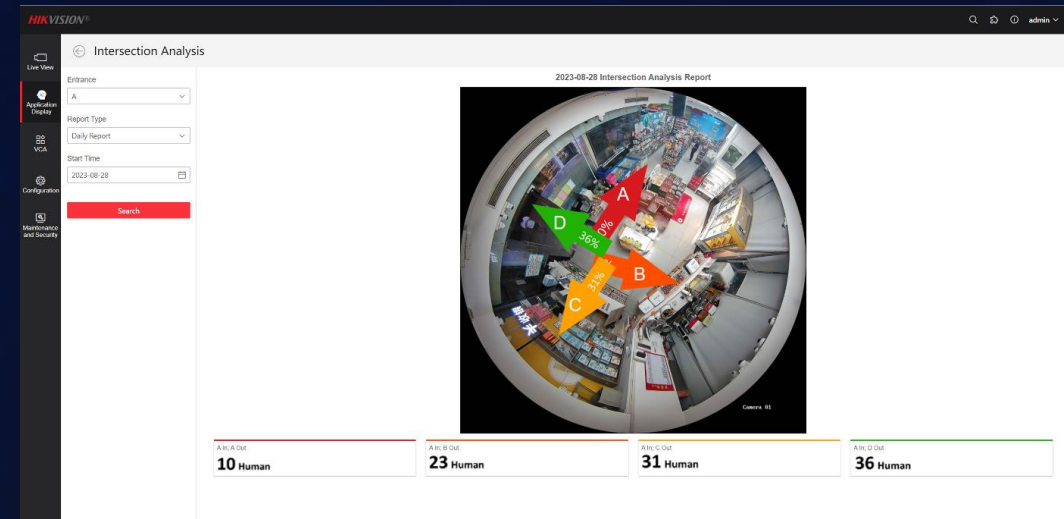 HIKVISION®
admin
Intersection Analysis
Live View
Application
Display
VCA
Configuration
Maintenance
and Security
Entrance
A
Report Type
Daily Report
Start Time
2023-08-28
Search
2023-08-28 Intersection Analysis Report
A
D
36%
0%
B
%
31%
C
Camera 01
A In; A Out
10 Human
A In; B Out
23 Human
A In; C Out
31 Human
A In; D Out
36 Human